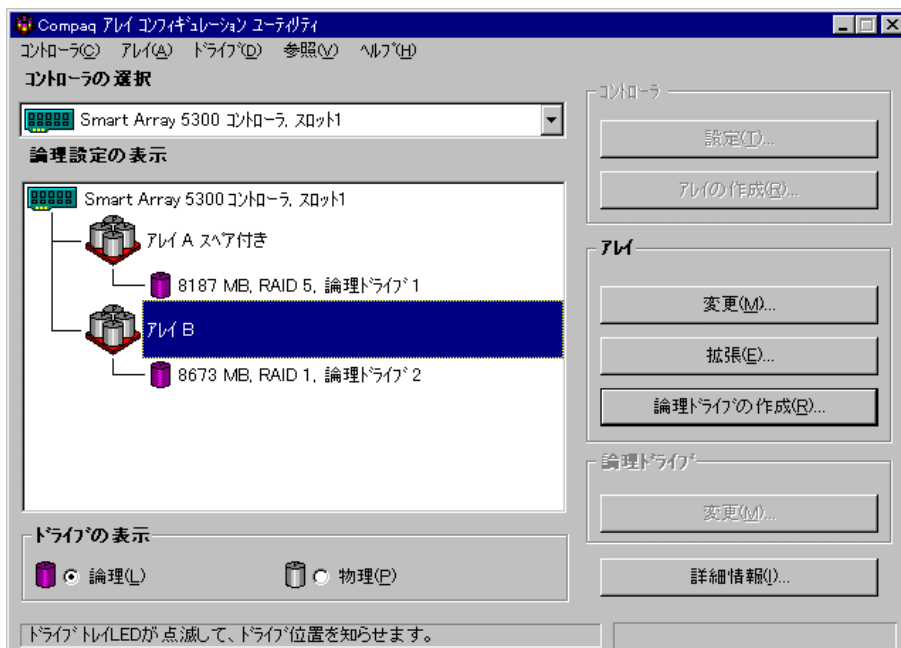 Compaq アレイ コンフィギュレーション ユーティリティ
コントローラ(C) アレイ(A) ドライブ(D) 参照(V) ヘルプ(H)
コントローラの選択
Smart Array 5300 コントローラ, スロット1
論理設定の表示
Smart Array 5300 コントローラ, スロット1
アレイ A スペア付き
8187 MB, RAID 5, 論理ドライブ 1
アレイ B
8673 MB, RAID 1, 論理ドライブ 2
ドライブの表示
論理(L)
物理(P)
コントローラ
設定(T)...
アレイの作成(R)...
アレイ
変更(M)...
拡張(E)...
論理ドライブの作成(R)...
論理ドライブ
変更(M)...
詳細情報(I)...
ドライブ トレイLEDが点滅して、ドライブ位置を知らせます。